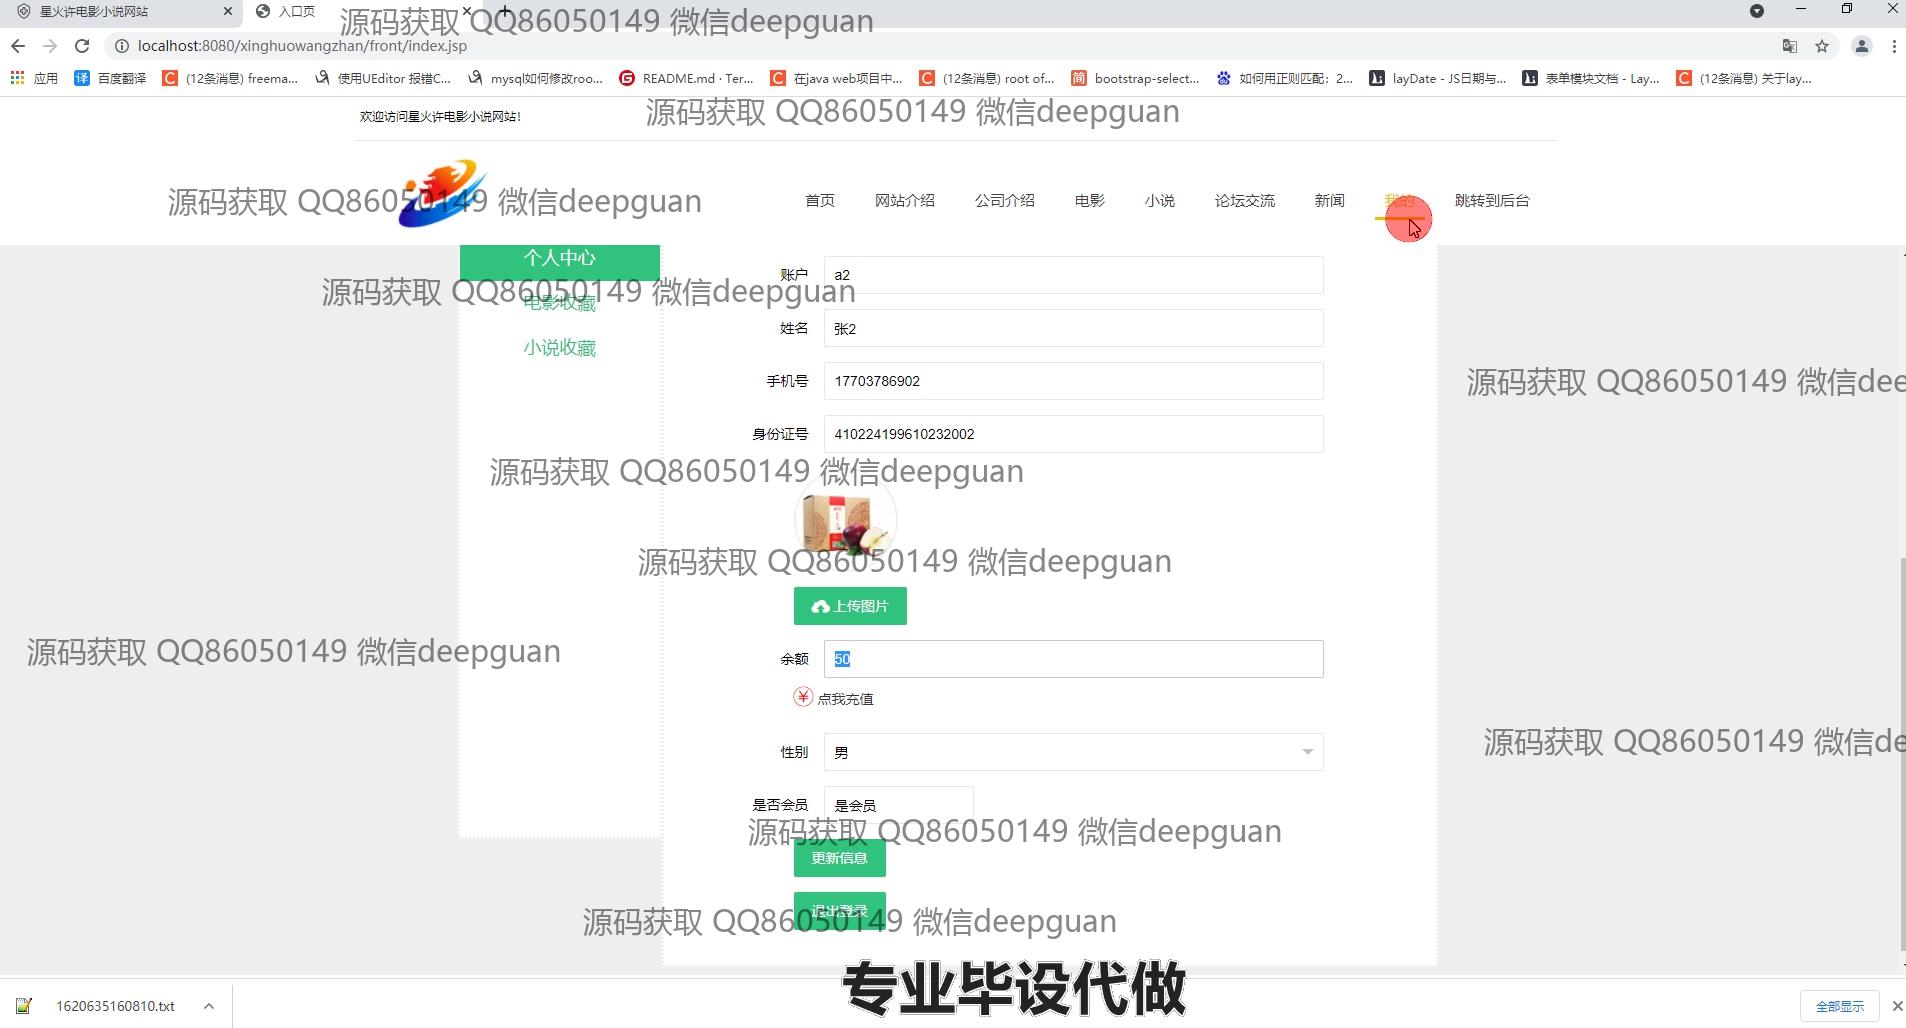 星火许电影小说网站
入口页
源码获取 QQ86050149 微信deepguan
localhost:8080/xinghuowangzhan/front/index.jsp
应用 百度翻译 (12条消息) freema... 使用UEditor 报错C... mysql如何修改roo... README.md · Ter... 在java web项目中... (12条消息) root of... bootstrap-select... 如何用正则匹配：2... layDate - JS日期与... 表单模块文档 - Lay... (12条消息) 关于lay...
欢迎访问星火许电影小说网站！
源码获取 QQ86050149 微信deepguan
源码获取 QQ86050149 微信deepguan
首页 网站介绍 公司介绍 电影 小说 论坛交流 新闻 我的 跳转到后台
个人中心
账户 a2
源码获取 QQ86050149 微信deepguan
电影收藏
姓名 张2
小说收藏
手机号 17703786902
源码获取 QQ86050149 微信dee
身份证号 410224199610232002
源码获取 QQ86050149 微信deepguan
源码获取 QQ86050149 微信deepguan
上传图片
源码获取 QQ86050149 微信deepguan
余额 50
点我充值
源码获取 QQ86050149 微信de
性别 男
是否会员 是会员
源码获取 QQ86050149 微信deepguan
更新信息
退出登录
源码获取 QQ86050149 微信deepguan
专业毕设代做
1620635160810.txt
全部显示